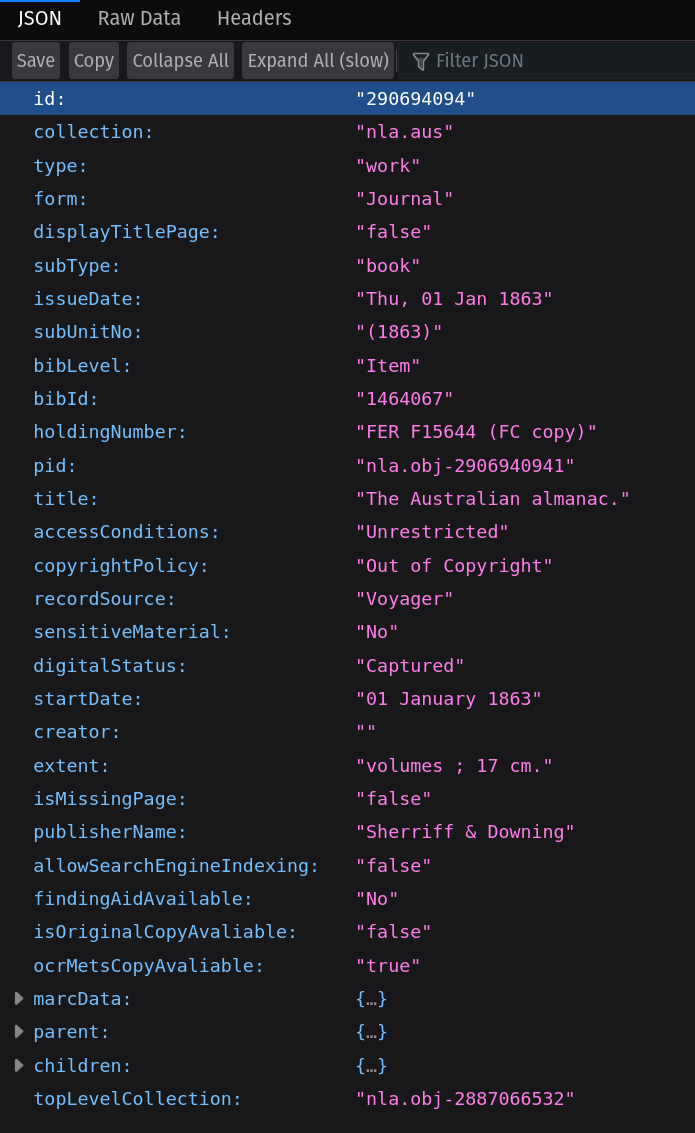 JSON Raw Data Headers
Save Copy Collapse All Expand All (slow) Filter JSON
id: "290694094"
collection: "nla.aus"
type: "work"
form: "Journal"
displayTitlePage: "false"
subType: "book"
issueDate: "Thu, 01 Jan 1863"
subUnitNo: "(1863)"
bibLevel: "Item"
bibId: "1464067"
holdingNumber: "FER F15644 (FC copy)"
pid: "nla.obj-2906940941"
title: "The Australian almanac."
accessConditions: "Unrestricted"
copyrightPolicy: "Out of Copyright"
recordSource: "Voyager"
sensitiveMaterial: "No"
digitalStatus: "Captured"
startDate: "01 January 1863"
creator: ""
extent: "volumes ; 17 cm."
isMissingPage: "false"
publisherName: "Sherriff & Downing"
allowSearchEngineIndexing: "false"
findingAidAvailable: "No"
isOriginalCopyAvaliable: "false"
ocrMetsCopyAvaliable: "true"
marcData: {…}
parent: {…}
children: {…}
topLevelCollection: "nla.obj-2887066532"